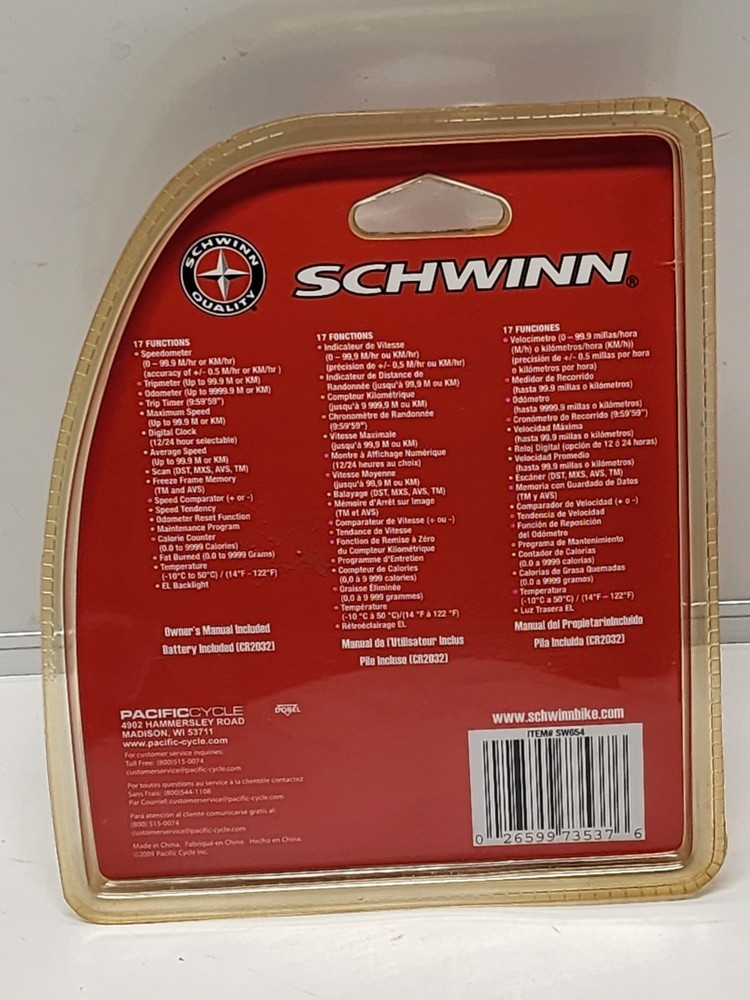 SCHWINN
QUALITY
SCHWINN®
17 FUNCTIONS
• Speedometer
(0 – 99.9 M/hr or KM/hr)
(accuracy of +/- 0.5 M/hr or KM/hr )
• Tripmeter (Up to 99.9 M or KM)
• Odometer (Up to 9999.9 M or KM)
• Trip Timer (9:59'59")
• Maximum Speed
(Up to 99.9 M or KM)
• Digital Clock
(12/24 hour selectable)
• Average Speed
(Up to 99.9 M or KM)
• Scan (DST, MXS, AVS, TM)
• Freeze Frame Memory
(TM and AVS)
• Speed Comparator (+ or -)
• Speed Tendency
• Odometer Reset Function
• Maintenance Program
• Calorie Counter
(0.0 to 9999 Calories)
• Fat Burned (0.0 to 9999 Grams)
• Temperature
(-10°C to 50°C) / (14°F – 122°F)
• EL Backlight
Owner's Manual Included
Battery Included (CR2032)
17 FONCTIONS
• Indicateur de Vitesse
(0 – 99,9 M/hr ou KM/hr)
(précision de +/- 0.5 M/hr ou KM/hr)
• Indicateur de Distance de
Randonnée (jusqu'à 99,9 M ou KM)
• Compteur Kilométrique
(jusqu'à 9 999,9 M ou KM)
• Chronomètre de Randonnée
(9:59'59")
• Vitesse Maximale
(jusqu'à 99,9 M ou KM)
• Montre à Affichage Numérique
(12/24 heures au choix)
• Vitesse Moyenne
(jusqu'à 99,9 M ou KM)
• Balayage (DST, MXS, AVS, TM)
• Mémoire d'Arrêt sur Image
(TM et AVS)
• Comparateur de Vitesse (+ ou -)
• Tendance de Vitesse
• Fonction de Remise à Zéro
du Compteur Kilométrique
• Programme d'Entretien
• Compteur de Calories
(0,0 à 9 999 calories)
• Graisse Éliminée
(0,0 à 9 999 grammes)
• Température
(-10 °C à 50 °C)/(14 °F à 122 °F)
• Rétroéclairage EL
Manual de l'Utilisateur Inclus
Pile Incluse (CR2032)
17 FUNCIONES
• Velocímetro (0 – 99.9 millas/hora
(M/h) o kilómetros/hora (KM/h))
(precisión de +/- 0.5 millas por hora
o kilómetros por hora)
• Medidor de Recorrido
(hasta 99.9 millas o kilómetros)
• Odómetro
(hasta 9999.9 millas o kilómetros)
• Cronómetro de Recorrido (9:59'59")
• Velocidad Máxima
(hasta 99.9 millas o kilómetros)
• Reloj Digital (opción de 12 ó 24 horas)
• Velocidad Promedio
(hasta 99.9 millas o kilómetros)
• Escáner (DST, MXS, AVS, TM)
• Memoria con Guardado de Datos
(TM y AVS)
• Comparador de Velocidad (+ o -)
• Tendencia de Velocidad
• Función de Reposición
del Odómetro
• Programa de Mantenimiento
• Contador de Calorías
(0.0 a 9999 calorías)
• Calorías de Grasa Quemadas
(0.0 a 9999 gramos)
• Temperatura
(-10°C a 50°C) / (14°F – 122°F)
• Luz Trasera EL
Manual del PropietarioIncluido
Pila Incluida (CR2032)
PACIFICCYCLE
4902 HAMMERSLEY ROAD
MADISON, WI 53711
www.pacific-cycle.com
For customer service inquiries:
Toll Free: (800)515-0074
customerservice@pacific-cycle.com
Por toutes questions au service à la clientèle contactez
Sans Frais: (800)544-1108
Par Courriel: customerservice@pacific-cycle.com
Para atención al cliente comunicarse gratis al:
(800) 515-0074
customerservice@pacific-cycle.com
Made in China. Fabriqué en Chine. Hecho en China.
©2009 Pacific Cycle Inc.
DOREL
www.schwinnbike.com
ITEM# SW654
0 26599 73537 6